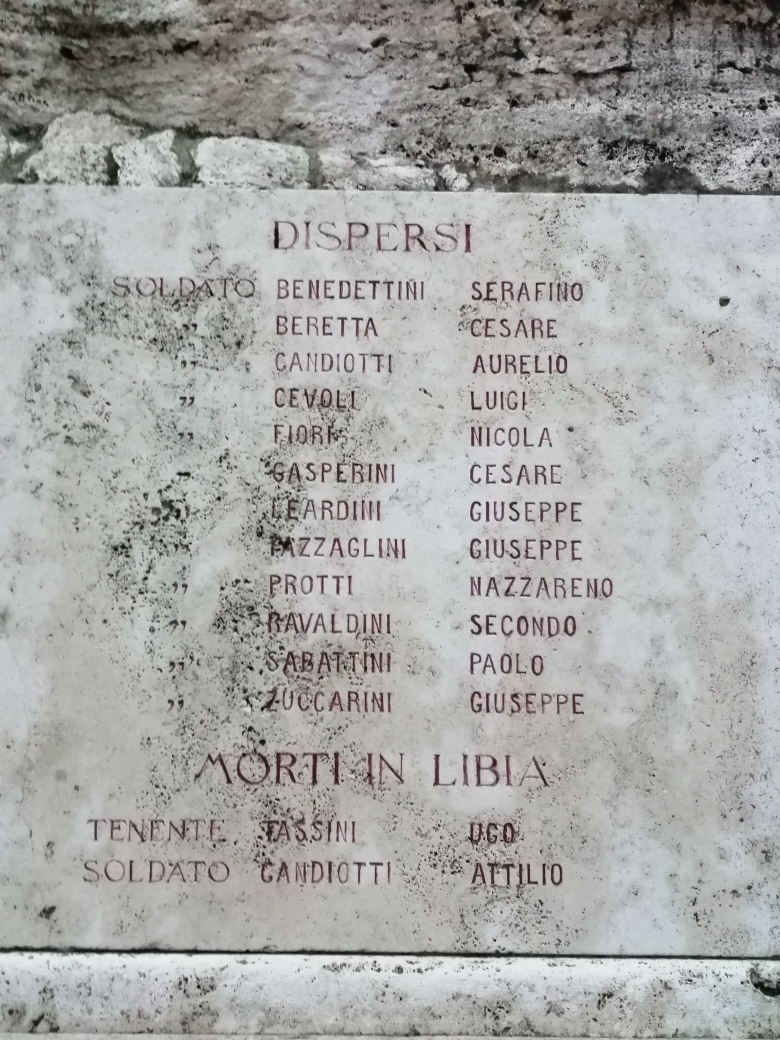 DISPERSI
SOLDATO BENEDETTINI SERAFINO
" BERETTA CESARE
" CANDIOTTI AURELIO
" CEVOLI LUIGI
" FIORI NICOLA
" GASPERINI CESARE
" LEARDINI GIUSEPPE
" PAZZAGLINI GIUSEPPE
" PROTTI NAZZARENO
" RAVALDINI SECONDO
" SABATTINI PAOLO
" ZUCCARINI GIUSEPPE
MORTI IN LIBIA
TENENTE TASSINI UGO
SOLDATO CANDIOTTI ATTILIO